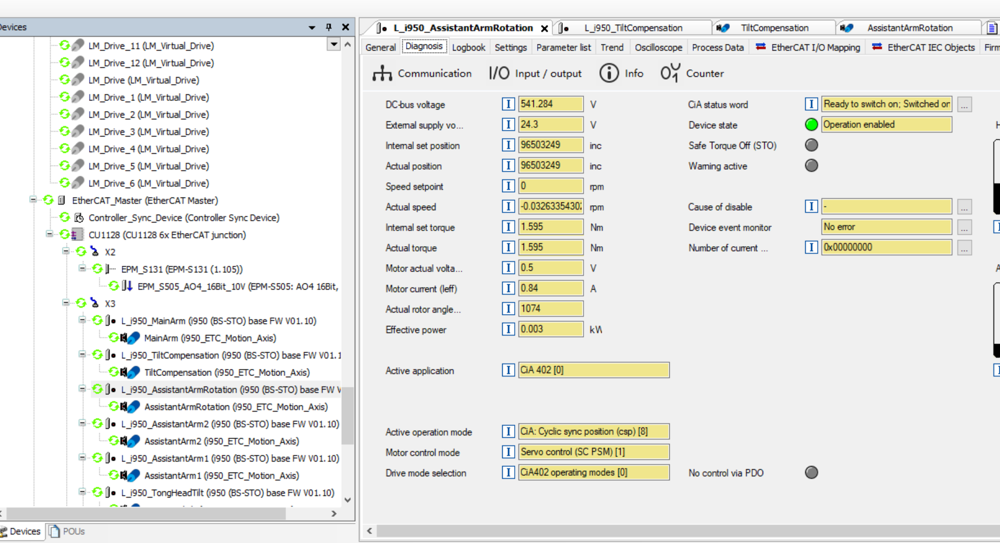 Devices
LM_Drive_11 (LM_Virtual_Drive)
LM_Drive_12 (LM_Virtual_Drive)
LM_Drive (LM_Virtual_Drive)
LM_Drive_1 (LM_Virtual_Drive)
LM_Drive_2 (LM_Virtual_Drive)
LM_Drive_3 (LM_Virtual_Drive)
LM_Drive_4 (LM_Virtual_Drive)
LM_Drive_5 (LM_Virtual_Drive)
LM_Drive_6 (LM_Virtual_Drive)
EtherCAT_Master (EtherCAT Master)
Controller_Sync_Device (Controller Sync Device)
CU1128 (CU1128 6x EtherCAT junction)
X2
EPM_S131 (EPM-S131 (1.105))
EPM_S505_AO4_16Bit_10V (EPM-S505: AO4 16Bit,
X3
L_i950_MainArm (i950 (BS-STO) base FW V01.10)
MainArm (i950_ETC_Motion_Axis)
L_i950_TiltCompensation (i950 (BS-STO) base FW V01.1
TiltCompensation (i950_ETC_Motion_Axis)
L_i950_AssistantArmRotation (i950 (BS-STO) base FW V
AssistantArmRotation (i950_ETC_Motion_Axis)
L_i950_AssistantArm2 (i950 (BS-STO) base FW V01.10)
AssistantArm2 (i950_ETC_Motion_Axis)
L_i950_AssistantArm1 (i950 (BS-STO) base FW V01.10)
AssistantArm1 (i950_ETC_Motion_Axis)
L_i950_TongHeadTilt (i950 (BS-STO) base FW V01.10)
Devices POUs
L_i950_AssistantArmRotation L_i950_TiltCompensation TiltCompensation AssistantArmRotation
General Diagnosis Logbook Settings Parameter list Trend Oscilloscope Process Data EtherCAT I/O Mapping EtherCAT IEC Objects Firm
Communication I/O Input / output Info Counter
DC-bus voltage I 541.284 V CiA status word I Ready to switch on; Switched on ...
External supply vo... I 24.3 V Device state Operation enabled
Internal set position I 96503249 inc Safe Torque Off (STO)
Actual position I 96503249 inc Warning active
Speed setpoint I 0 rpm
Actual speed I -0.0326335430 rpm Cause of disable I - ...
Internal set torque I 1.595 Nm Device event monitor No error ...
Actual torque I 1.595 Nm Number of current ... I 0x00000000 ...
Motor actual volta... I 0.5 V
Motor current (Ieff) I 0.84 A
Actual rotor angle... I 1074
Effective power I 0.003 kW
Active application I CiA 402 [0]
Active operation mode I CiA: Cyclic sync position (csp) [8]
Motor control mode I Servo control (SC PSM) [1]
Drive mode selection I CiA402 operating modes [0] No control via PDO